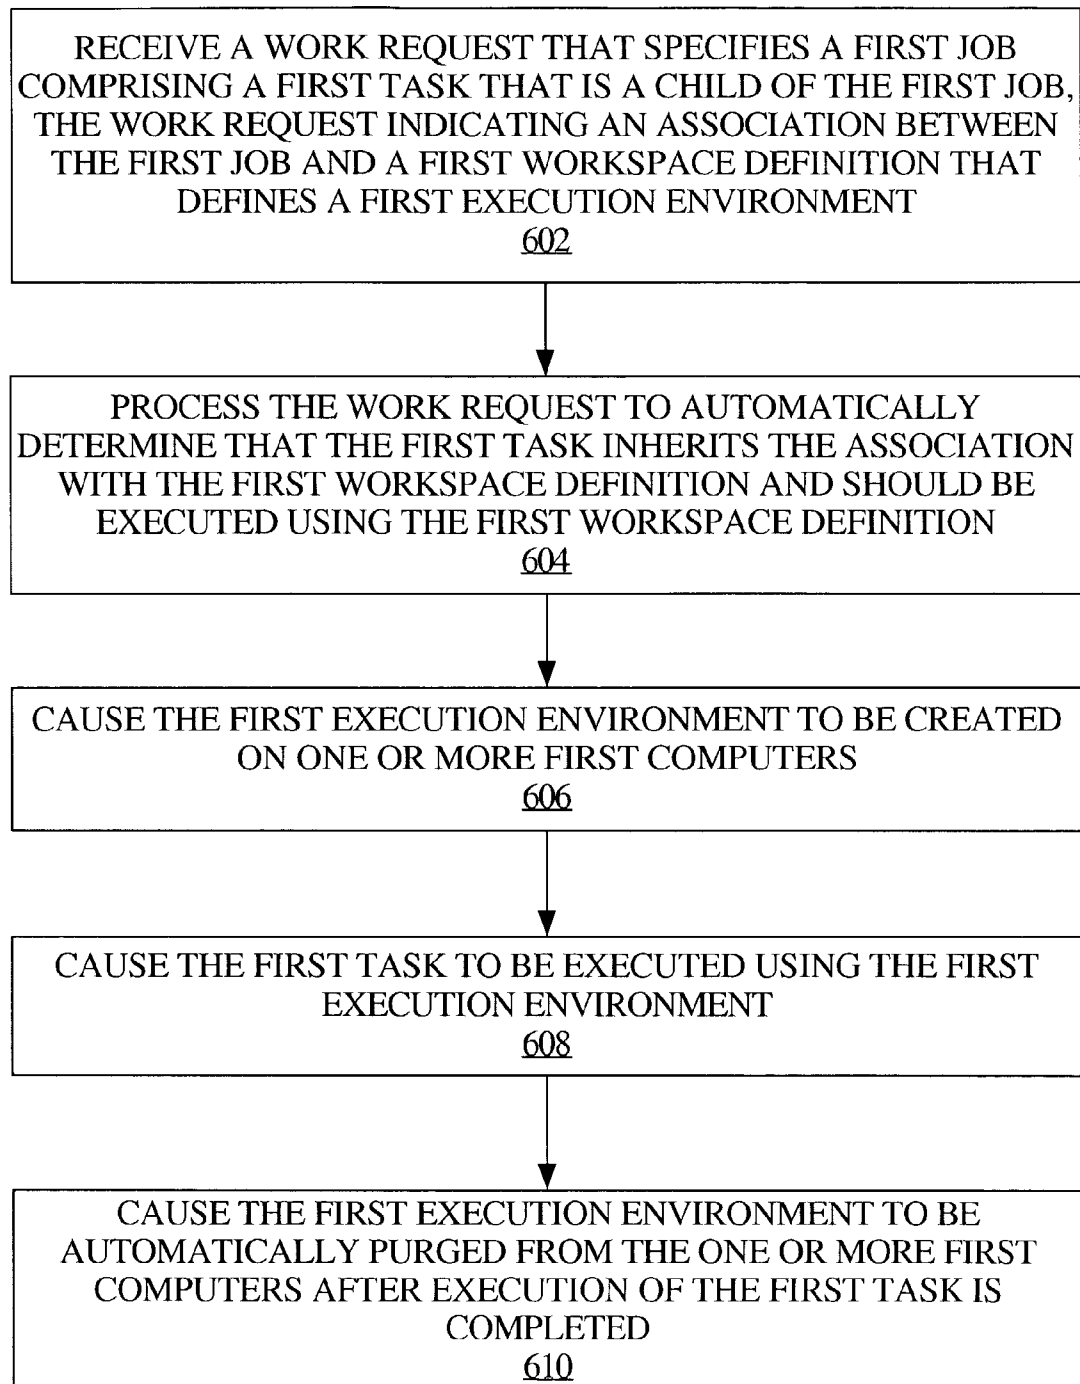 RECEIVE A WORK REQUEST THAT SPECIFIES A FIRST JOB
COMPRISING A FIRST TASK THAT IS A CHILD OF THE FIRST JOB,
THE WORK REQUEST INDICATING AN ASSOCIATION BETWEEN
THE FIRST JOB AND A FIRST WORKSPACE DEFINITION THAT
DEFINES A FIRST EXECUTION ENVIRONMENT
602
PROCESS THE WORK REQUEST TO AUTOMATICALLY
DETERMINE THAT THE FIRST TASK INHERITS THE ASSOCIATION
WITH THE FIRST WORKSPACE DEFINITION AND SHOULD BE
EXECUTED USING THE FIRST WORKSPACE DEFINITION
604
CAUSE THE FIRST EXECUTION ENVIRONMENT TO BE CREATED
ON ONE OR MORE FIRST COMPUTERS
606
CAUSE THE FIRST TASK TO BE EXECUTED USING THE FIRST
EXECUTION ENVIRONMENT
608
CAUSE THE FIRST EXECUTION ENVIRONMENT TO BE
AUTOMATICALLY PURGED FROM THE ONE OR MORE FIRST
COMPUTERS AFTER EXECUTION OF THE FIRST TASK IS
COMPLETED
610